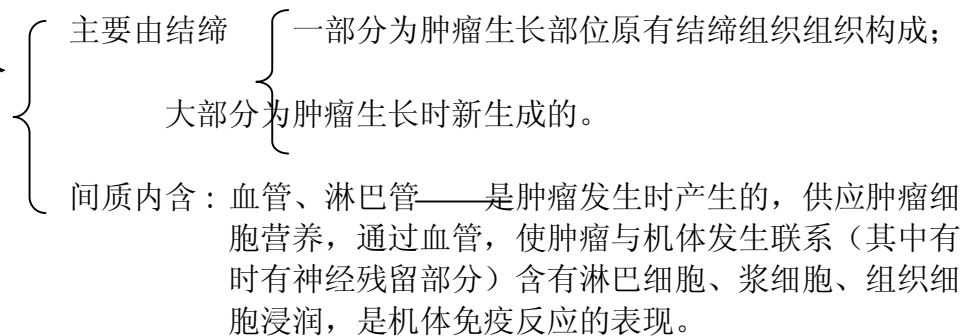 主要由结缔 一部分为肿瘤生长部位原有结缔组织组织构成；
大部分为肿瘤生长时新生成的。
间质内含：血管、淋巴管——是肿瘤发生时产生的，供应肿瘤细
胞营养，通过血管，使肿瘤与机体发生联系（其中有
时有神经残留部分）含有淋巴细胞、浆细胞、组织细
胞浸润，是机体免疫反应的表现。